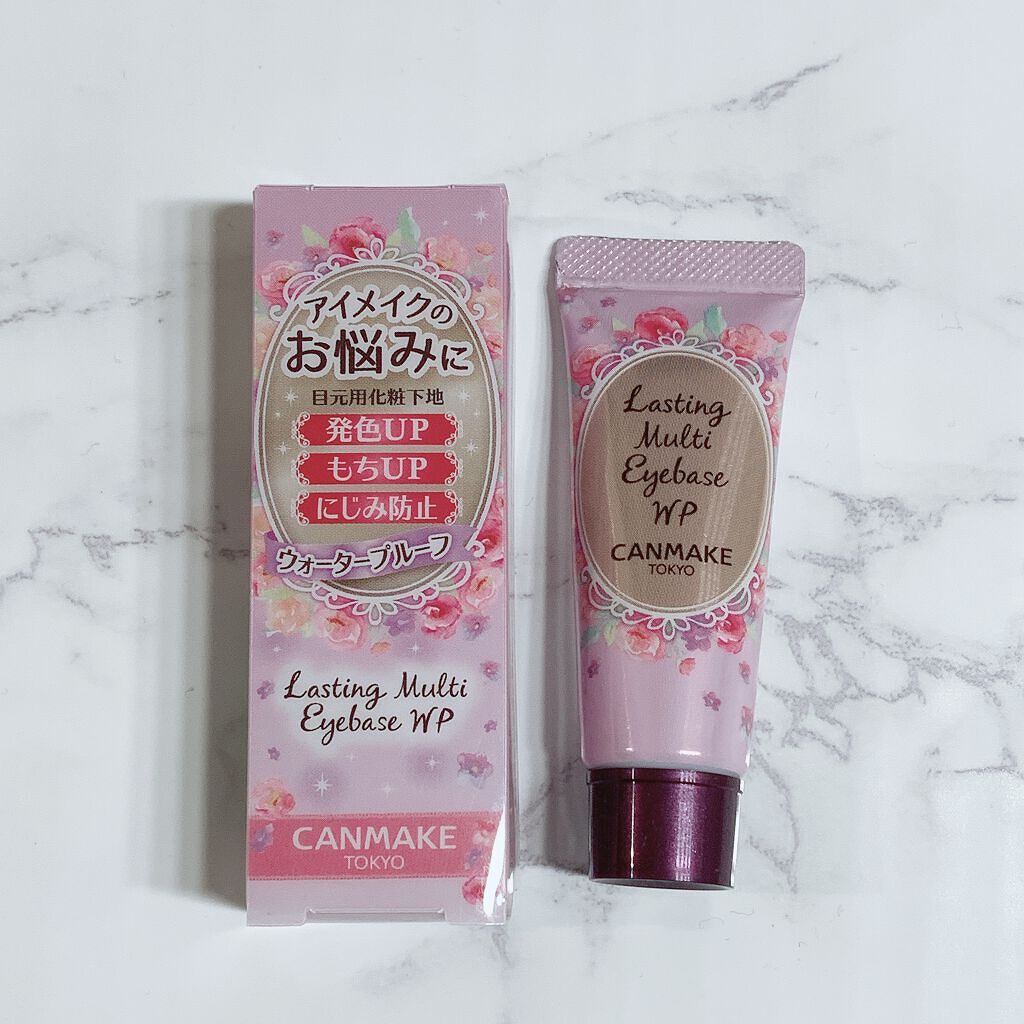 アイメイクの
お悩みに
目元用化粧下地
発色UP
もちUP
にじみ防止
ウォータープルーフ
Lasting Multi
Eyebase WP
CANMAKE
TOKYO
Lasting
Multi
Eyebase
WP
CANMAKE
TOKYO